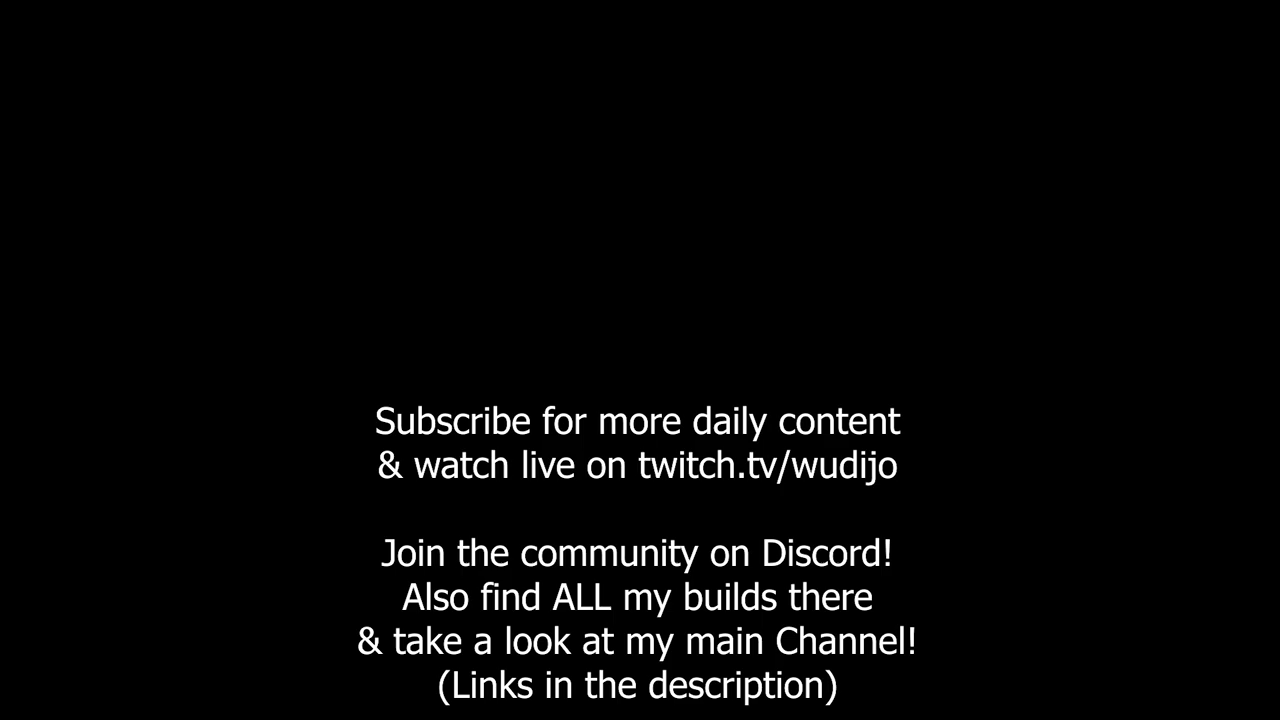 Subscribe for more daily content
& watch live on twitch.tv/wudijo
Join the community on Discord!
Also find ALL my builds there
& take a look at my main Channel!
(Links in the description)